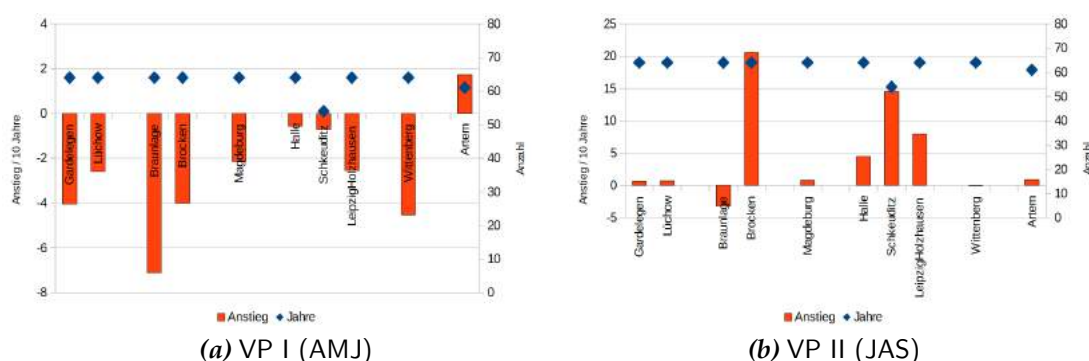 4
2
0
-2
-4
-6
-8
Anstieg / 10 Jahre
80
70
60
50
40
30
20
10
0
Anzahl
Gardelegen
Lüchow
Braunlage
Brocken
Magdeburg
Halle
Schkeuditz
LeipzigHolzhausen
Wittenberg
Artern
Anstieg Jahre
(a) VP I (AMJ)
25
20
15
10
5
0
-5
Anstieg / 10 Jahre
80
70
60
50
40
30
20
10
0
Anzahl
Gardelegen
Lüchow
Braunlage
Brocken
Magdeburg
Halle
Schkeuditz
LeipzigHolzhausen
Wittenberg
Artern
Anstieg Jahre
(b) VP II (JAS)